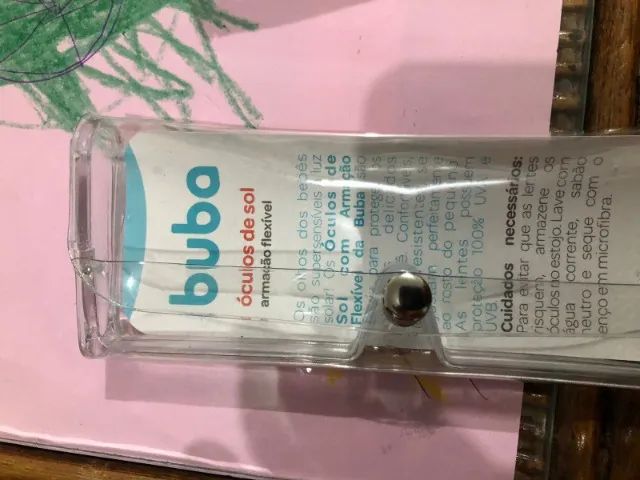 buba
óculos de sol
armação flexível
Os olhos dos bebês
são supersensíveis à luz
solar! Os Óculos de
Sol com Armação
Flexível da Buba são
para proteger
delicados
Confortáveis,
resistentes, se
perfeitamente
ao rosto do pequeno.
As lentes possuem
proteção 100% UVA e
UVB.
Cuidados necessários:
Para evitar que as lentes
risquem, armazene os
óculos no estojo. Lave com
água corrente, sabão
neutro e seque com o
lenço em microfibra.